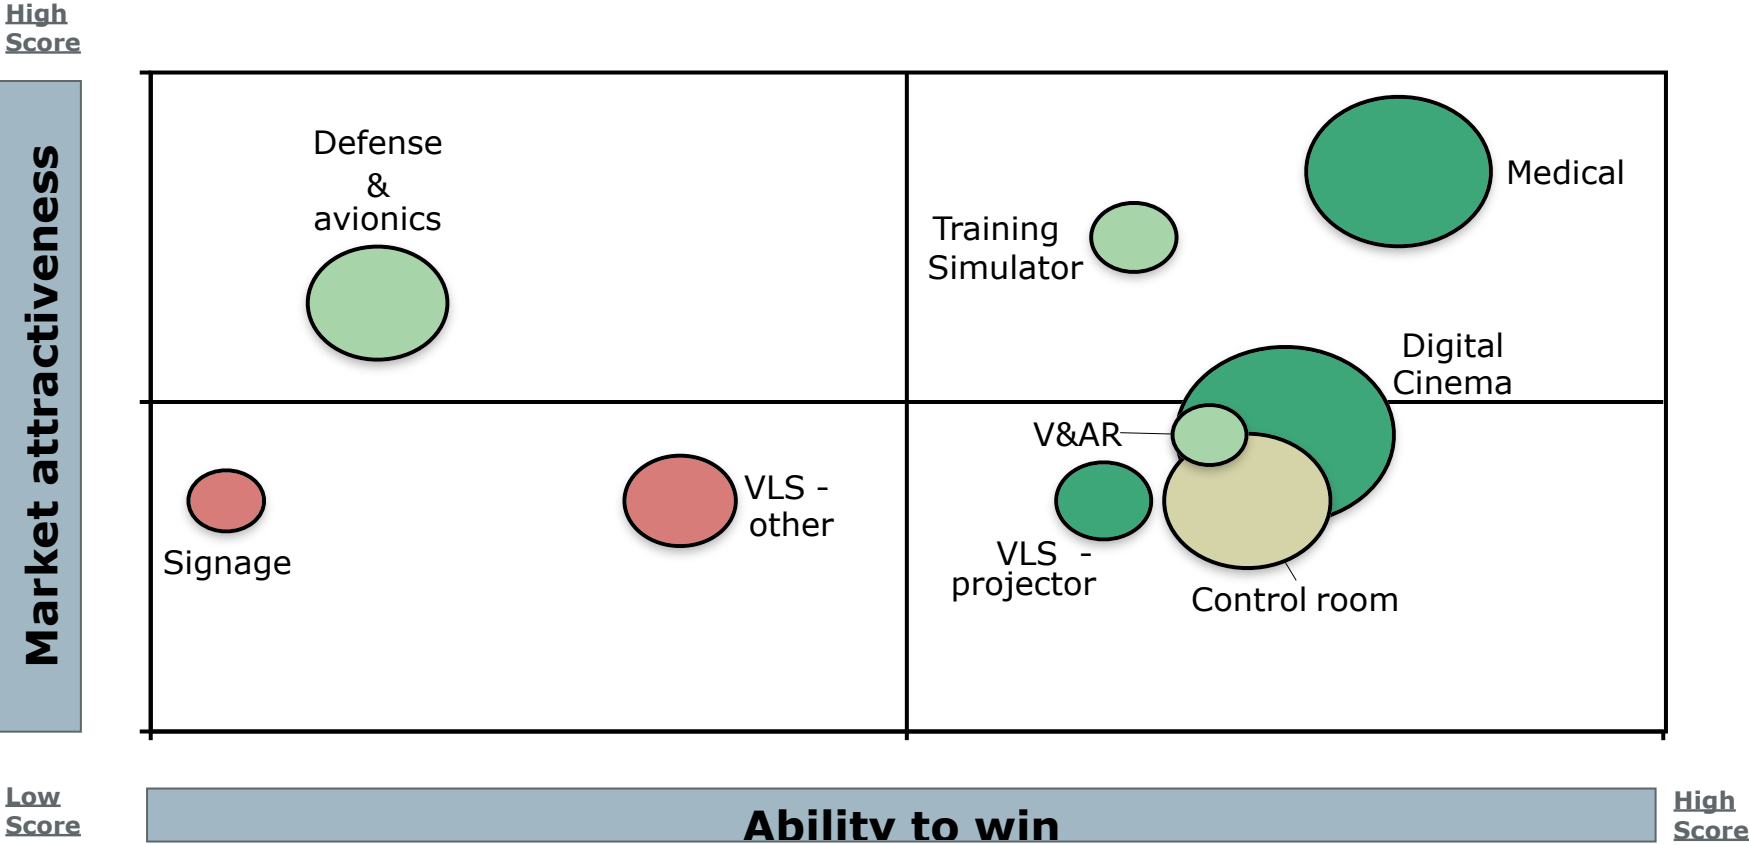 High
Score
Market attractiveness
Defense
&
avionics
Medical
Training
Simulator
Digital
Cinema
V&AR
VLS -
other
VLS -
projector
Signage
Control room
Low
Score
Ability to win
High
Score